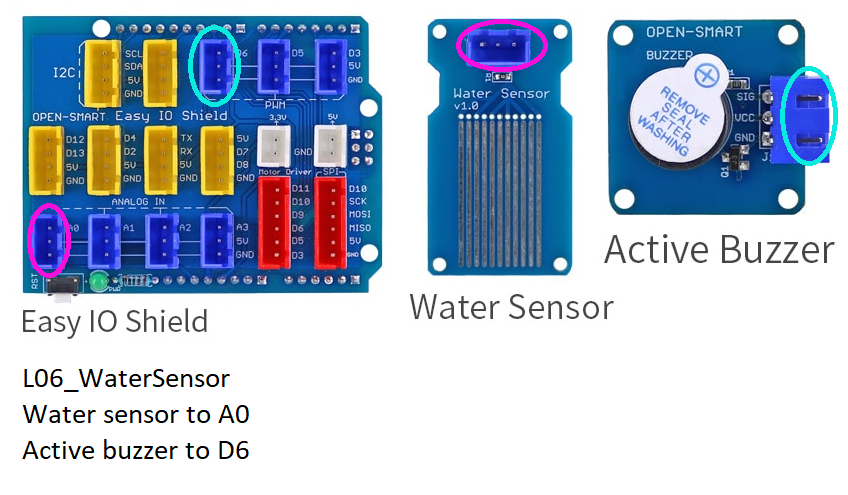 SCL
SDA
5V
GND
I2C
D6
D5
D3
5V
GND
PWM
OPEN-SMART Easy IO Shield
3.3V
5V
GND
D12
D13
5V
GND
D4
D2
5V
GND
TX
RX
5V
GND
5V
D7
D8
GND
Motor Driver
SPI
ANALOG IN
A0
A1
A2
A3
5V
GND
D11
D10
D9
D6
D5
D3
D10
SCK
MOSI
MISO
5V
GND
RST
PWR
Easy IO Shield
Water Sensor
v1.0
Water Sensor
OPEN-SMART
BUZZER
REMOVE
SEAL
AFTER
WASHING
SIG
VCC
GND
Q1
Active Buzzer
L06_WaterSensor
Water sensor to A0
Active buzzer to D6